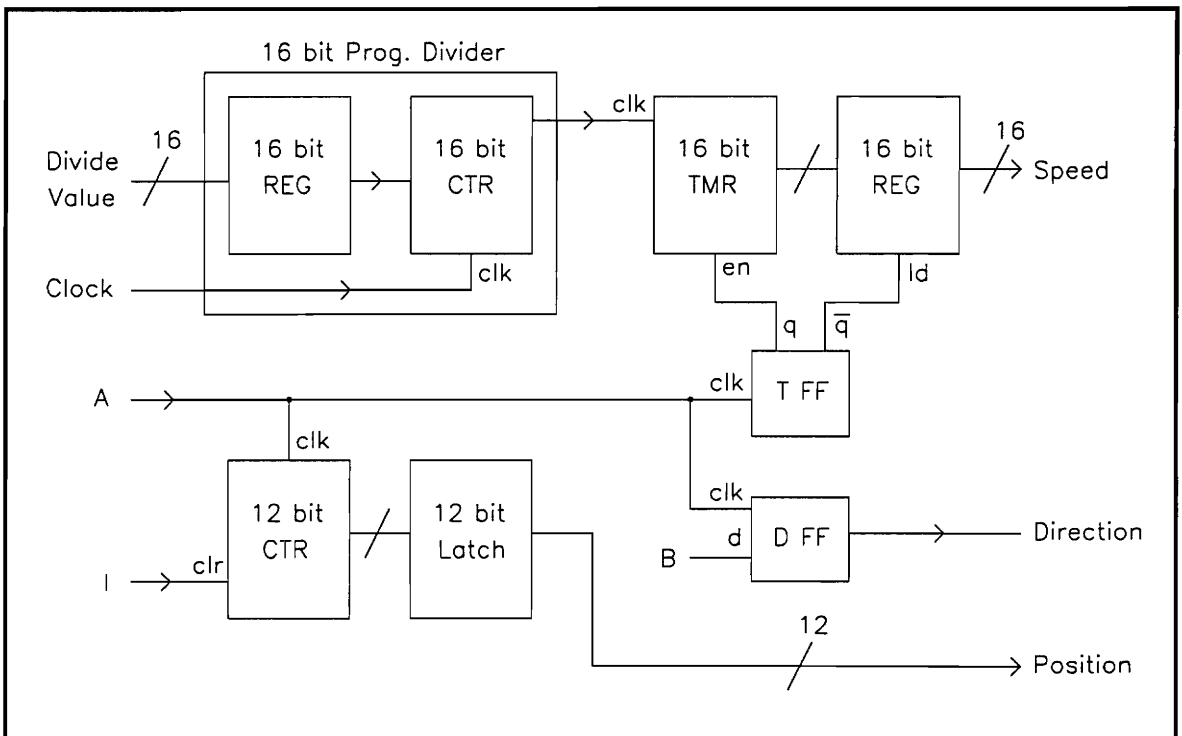 16 bit Prog. Divider
Divide
Value
16
16 bit
REG
16 bit
CTR
clk
16 bit
TMR
16 bit
REG
16
Speed
Clock
clk
en
ld
q
q̅
A
clk
T FF
clk
12 bit
CTR
12 bit
Latch
clk
d
D FF
Direction
B
I
clr
12
Position